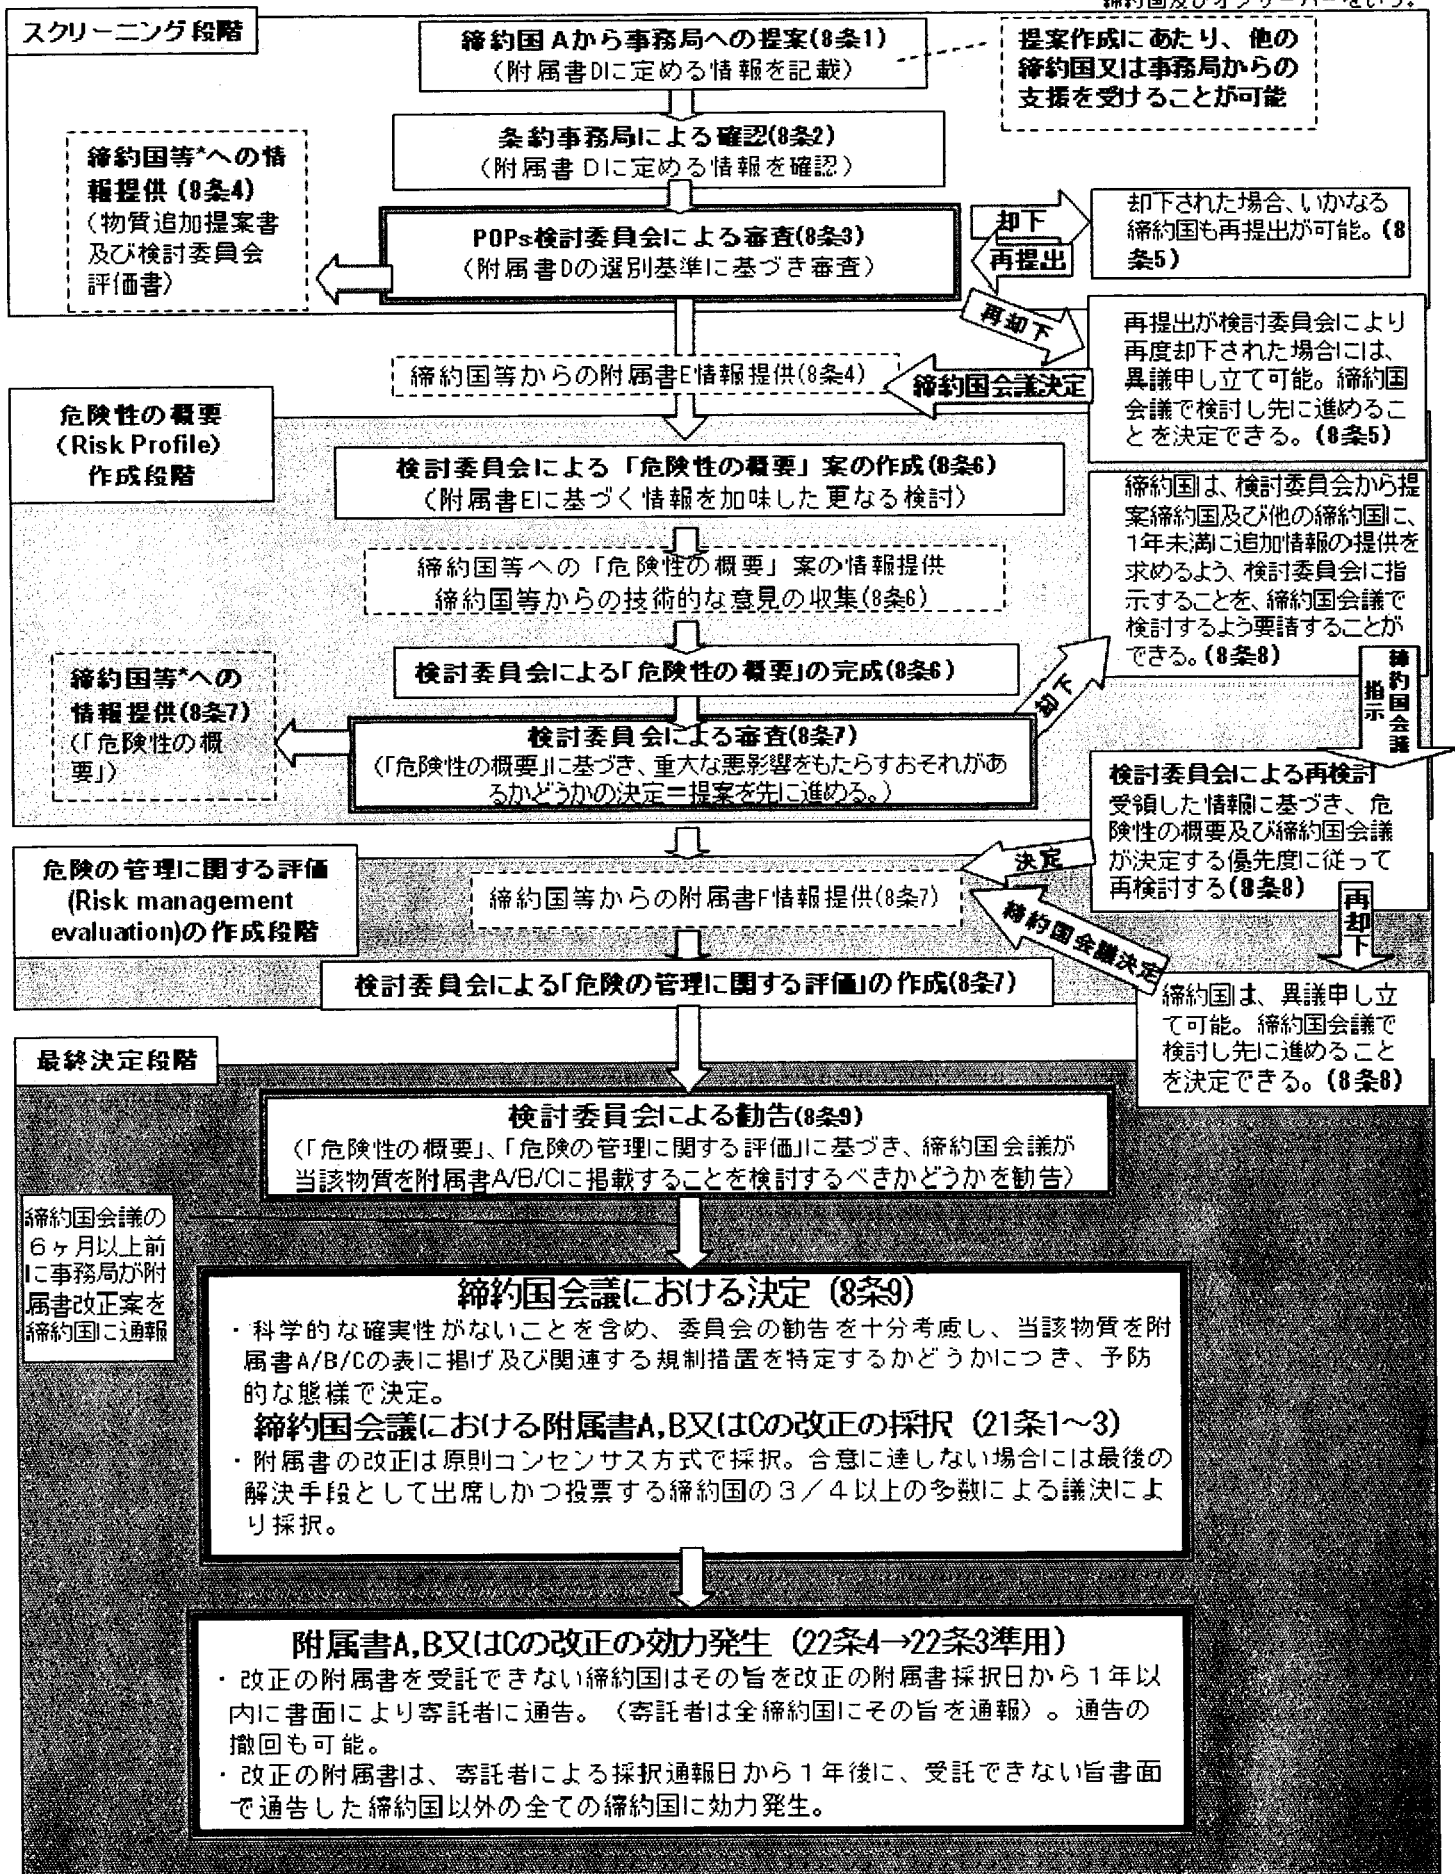 締約国及びオブザーバーをいう。
スクリーニング段階
締約国Aから事務局への提案(8条1)
(附属書Dに定める情報を記載)
提案作成にあたり、他の
締約国又は事務局からの
支援を受けることが可能
条約事務局による確認(8条2)
(附属書Dに定める情報を確認)
締約国等*への情
報提供(8条4)
(物質追加提案書
及び検討委員会
評価書)
POPs検討委員会による審査(8条3)
(附属書Dの選別基準に基づき審査)
却下
再提出
却下された場合、いかなる
締約国も再提出が可能。(8
条5)
再却下
再提出が検討委員会により
再度却下された場合には、
異議申し立て可能。締約国
会議で検討し先に進めるこ
とを決定できる。(8条5)
締約国等からの附属書E情報提供(8条4)
締約国会議決定
危険性の概要
(Risk Profile)
作成段階
検討委員会による「危険性の概要」案の作成(8条6)
(附属書Eに基づく情報を加味した更なる検討)
締約国は、検討委員会から提
案締約国及び他の締約国に、
1年未満に追加情報の提供を
求めるよう、検討委員会に指
示することを、締約国会議で
検討するよう要請することが
できる。(8条8)
締約国等への「危険性の概要」案の情報提供
締約国等からの技術的な意見の収集(8条6)
検討委員会による「危険性の概要」の完成(8条6)
却下
締約国会議
指示
締約国等*への
情報提供(8条7)
(「危険性の概
要」)
検討委員会による審査(8条7)
(「危険性の概要」に基づき、重大な悪影響をもたらすおそれがあ
るかどうかの決定=提案を先に進める。)
検討委員会による再検討
受領した情報に基づき、危
険性の概要及び締約国会議
が決定する優先度に従って
再検討する(8条8)
決定
再却下
危険の管理に関する評価
(Risk management
evaluation)の作成段階
締約国等からの附属書F情報提供(8条7)
締約国会議決定
検討委員会による「危険の管理に関する評価」の作成(8条7)
締約国は、異議申し立
て可能。締約国会議で
検討し先に進めること
を決定できる。(8条8)
最終決定段階
検討委員会による勧告(8条9)
(「危険性の概要」、「危険の管理に関する評価」に基づき、締約国会議が
当該物質を附属書A/B/Cに掲載することを検討するべきかどうかを勧告)
締約国会議の
6ヶ月以上前
に事務局が附
属書改正案を
締約国に通報
締約国会議における決定(8条9)
・科学的な確実性がないことを含め、委員会の勧告を十分考慮し、当該物質を附
属書A/B/Cの表に掲げ及び関連する規制措置を特定するかどうかにつき、予防
的な態様で決定。
締約国会議における附属書A,B又はCの改正の採択(21条1～3)
・附属書の改正は原則コンセンサス方式で採択。合意に達しない場合には最後の
解決手段として出席しかつ投票する締約国の3/4以上の多数による議決によ
り採択。
附属書A,B又はCの改正の効力発生(22条4→22条3準用)
・改正の附属書を受託できない締約国はその旨を改正の附属書採択日から1年以
内に書面により寄託者に通告。(寄託者は全締約国にその旨を通報)。通告の
撤回も可能。
・改正の附属書は、寄託者による採択通報日から1年後に、受託できない旨書面
で通告した締約国以外の全ての締約国に効力発生。